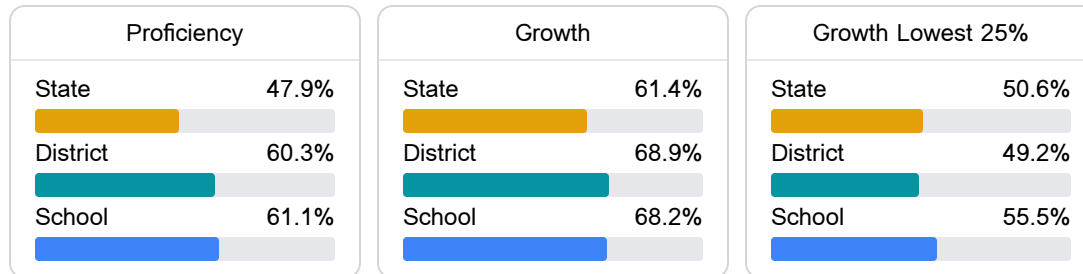 Proficiency
State 47.9%
District 60.3%
School 61.1%
Growth
State 61.4%
District 68.9%
School 68.2%
Growth Lowest 25%
State 50.6%
District 49.2%
School 55.5%